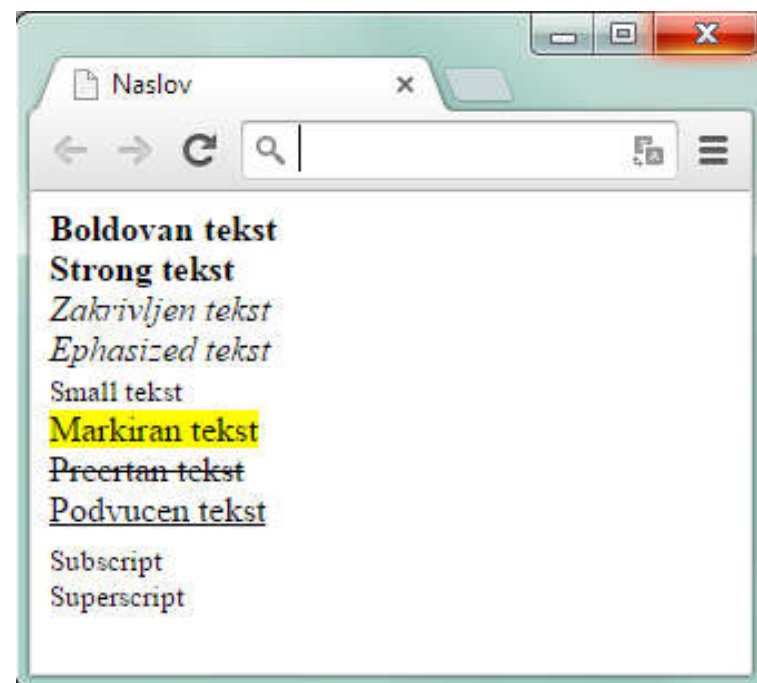 Naslov
Boldovan tekst
Strong tekst
Zakrivljen tekst
Ephasized tekst
Small tekst
Markiran tekst
Precrtan tekst
Podvucen tekst
Subscript
Superscript